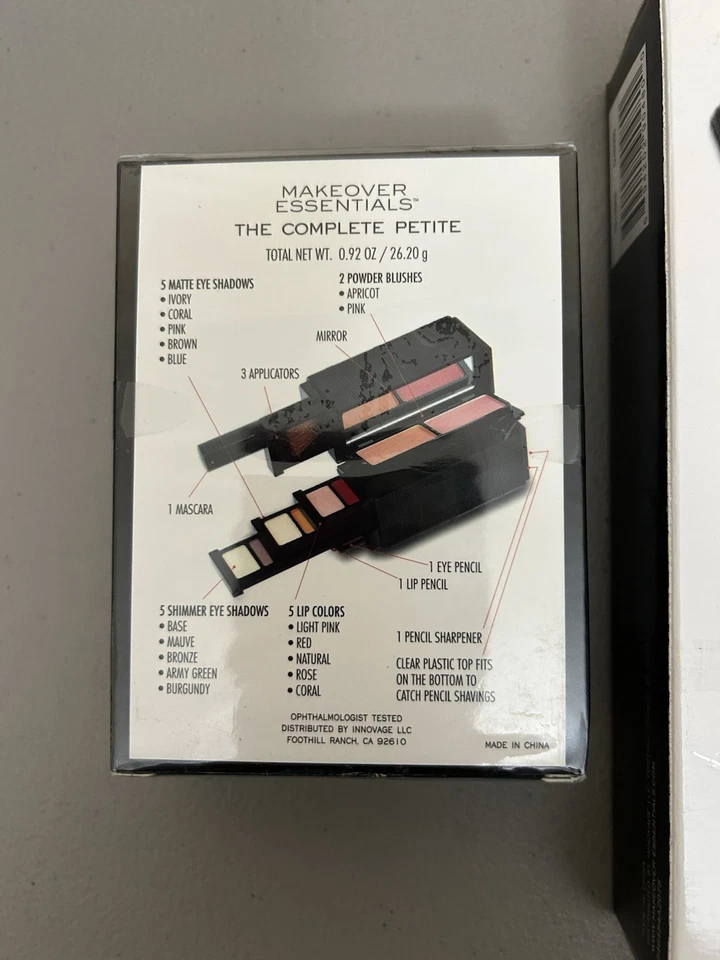 MAKEOVER
ESSENTIALS™
THE COMPLETE PETITE
TOTAL NET WT. 0.92 OZ / 26.20 g
5 MATTE EYE SHADOWS
• IVORY
• CORAL
• PINK
• BROWN
• BLUE
2 POWDER BLUSHES
• APRICOT
• PINK
MIRROR
3 APPLICATORS
1 MASCARA
1 EYE PENCIL
1 LIP PENCIL
5 SHIMMER EYE SHADOWS
• BASE
• MAUVE
• BRONZE
• ARMY GREEN
• BURGUNDY
5 LIP COLORS
• LIGHT PINK
• RED
• NATURAL
• ROSE
• CORAL
1 PENCIL SHARPENER
CLEAR PLASTIC TOP FITS
ON THE BOTTOM TO
CATCH PENCIL SHAVINGS
OPHTHALMOLOGIST TESTED
DISTRIBUTED BY INNOVAGE LLC
FOOTHILL RANCH, CA 92610
MADE IN CHINA